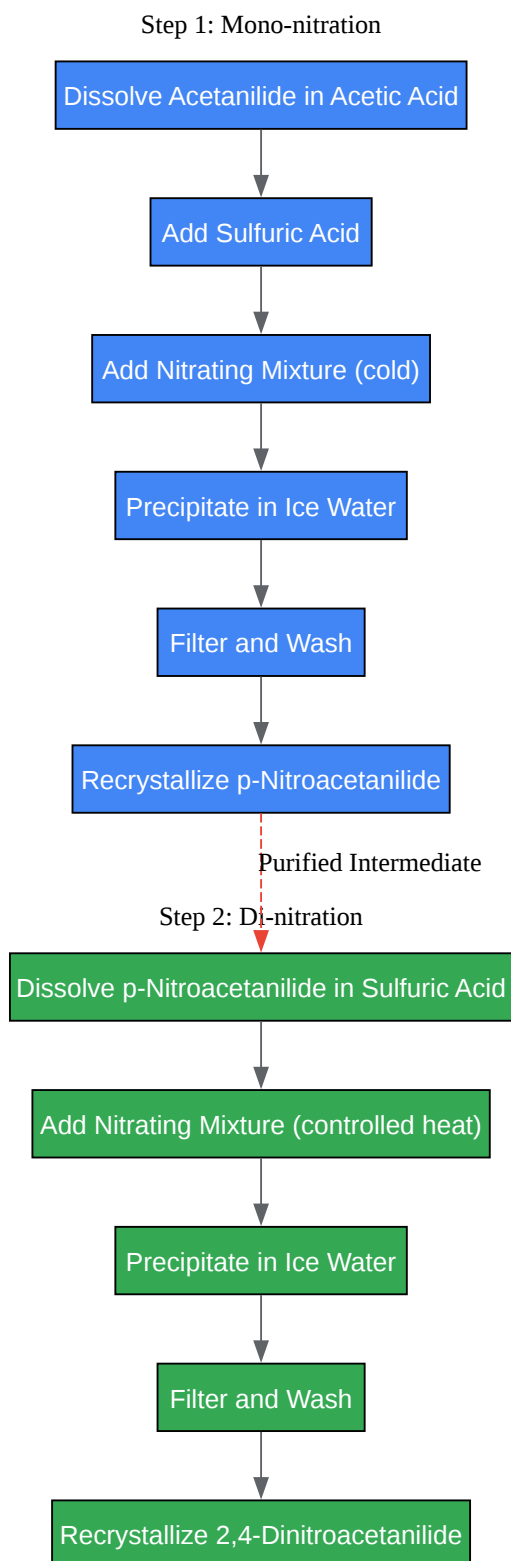 Step 1: Mono-nitration
Dissolve Acetanilide in Acetic Acid
Add Sulfuric Acid
Add Nitrating Mixture (cold)
Precipitate in Ice Water
Filter and Wash
Recrystallize p-Nitroacetanilide
Purified Intermediate
Step 2: Di-nitration
Dissolve p-Nitroacetanilide in Sulfuric Acid
Add Nitrating Mixture (controlled heat)
Precipitate in Ice Water
Filter and Wash
Recrystallize 2,4-Dinitroacetanilide